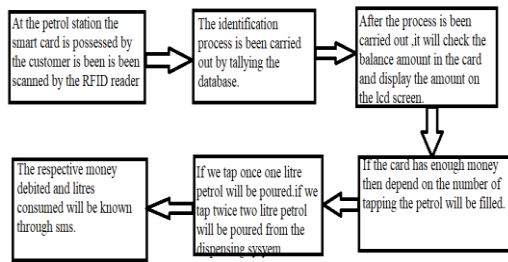 At the petrol station the
smart card is possessed by
the customer is been is been
scanned by the RFID reader
The identification
process is been carried
out by tallying the
database.
After the process is been
carried out ,it will check the
balance amount in the card
and display the amount on
the lcd screen.
If the card has enough money
then depend on the number of
tapping the petrol will be filled.
If we tap once one litre
petrol will be poured.if we
tap twice two litre petrol
will be poured from the
dispensing sysyem
The respective money
debited and litres
consumed will be known
through sms.